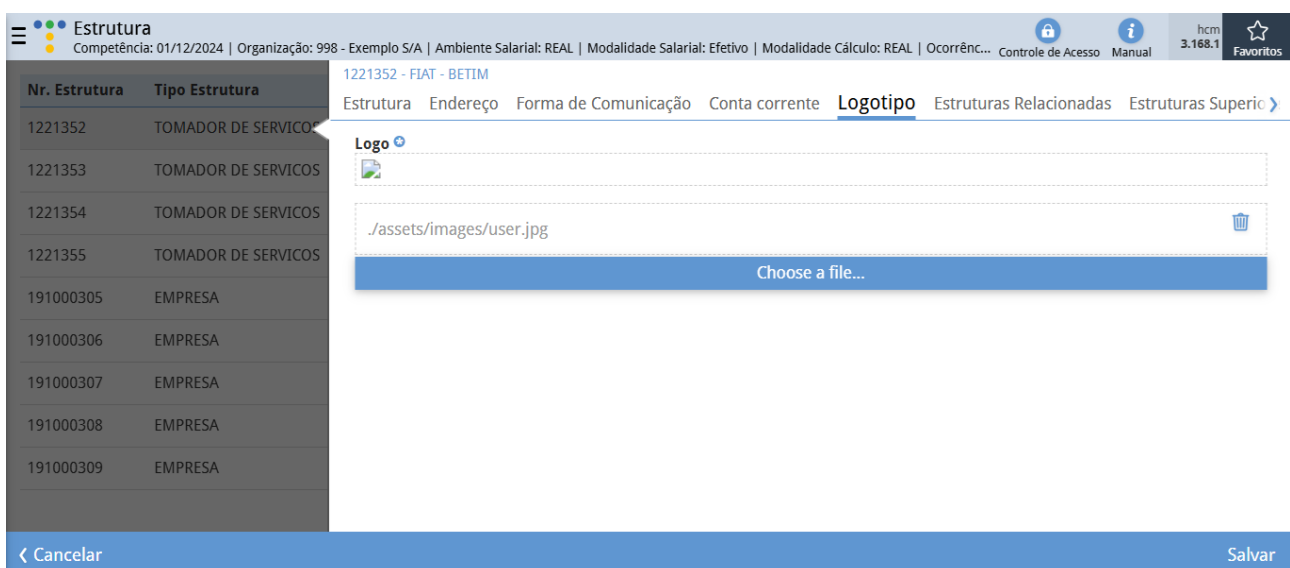 Estrutura
Competência: 01/12/2024 | Organização: 998 - Exemplo S/A | Ambiente Salarial: REAL | Modalidade Salarial: Efetivo | Modalidade Cálculo: REAL | Ocorrênc...
Controle de Acesso
Manual
hcm
3.168.1
Favoritos
Nr. Estrutura Tipo Estrutura
1221352 TOMADOR DE SERVICOS
1221353 TOMADOR DE SERVICOS
1221354 TOMADOR DE SERVICOS
1221355 TOMADOR DE SERVICOS
191000305 EMPRESA
191000306 EMPRESA
191000307 EMPRESA
191000308 EMPRESA
191000309 EMPRESA
1221352 - FIAT - BETIM
Estrutura Endereço Forma de Comunicação Conta corrente Logotipo Estruturas Relacionadas Estruturas Superio
Logo
./assets/images/user.jpg
Choose a file...
Cancelar
Salvar